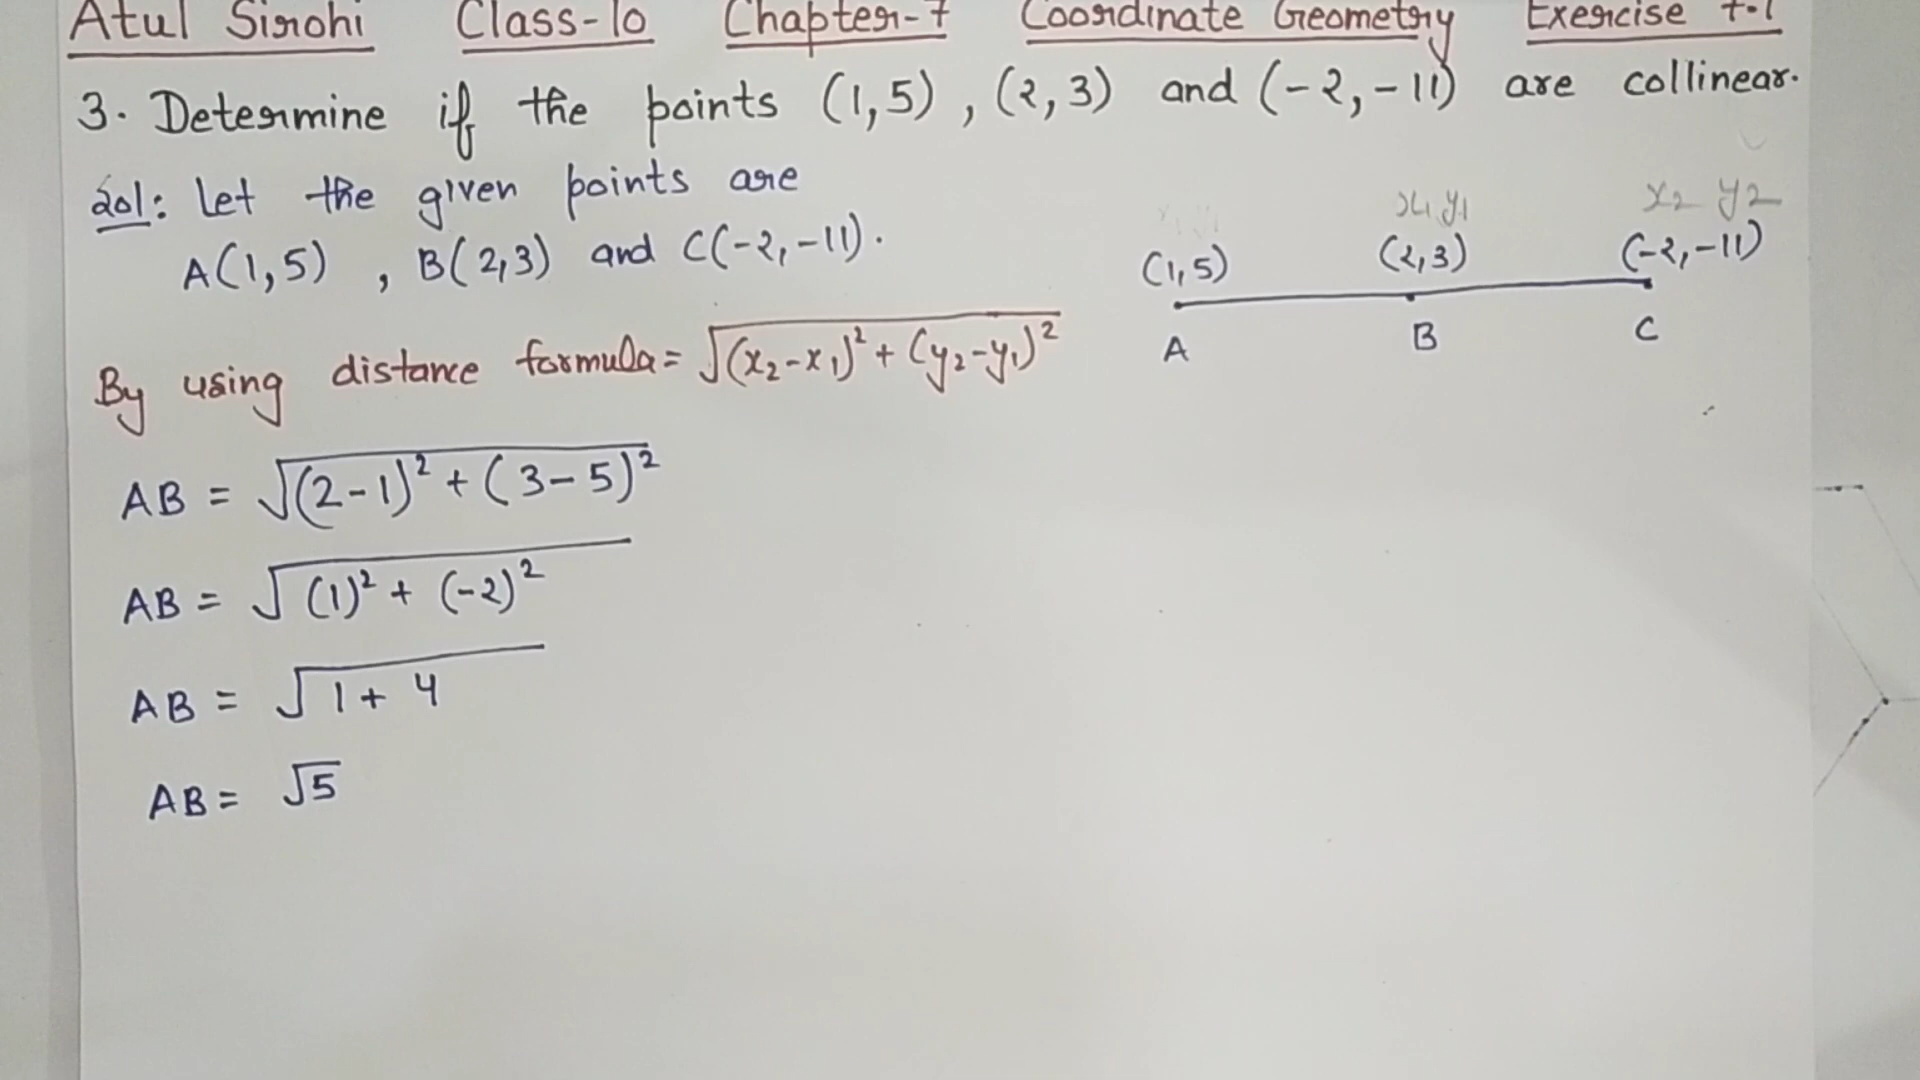 Atul Sirohi Class-10 Chapter-7 Coordinate Geometry Exercise 7.1
3. Determine if the points (1,5), (2,3) and (-2,-11) are collinear.
Sol: Let the given points are
A(1,5), B(2,3) and C(-2,-11).
x₁ y₁ x₂ y₂
(1,5) (2,3) (-2,-11)
A B C
By using distance formula = √(x₂-x₁)² + (y₂-y₁)²
AB = √(2-1)² + (3-5)²
AB = √(1)² + (-2)²
AB = √1+4
AB = √5